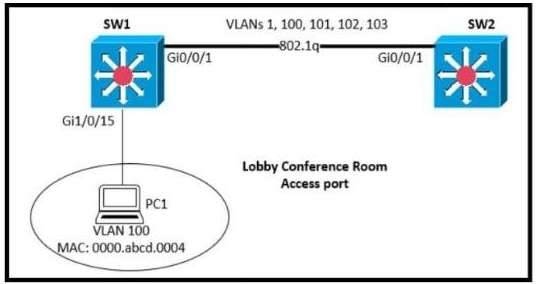 SW1
VLANs 1, 100, 101, 102, 103
SW2
Gi0/0/1
802.1q
Gi0/0/1
Gi1/0/15
Lobby Conference Room
Access port
PC1
VLAN 100
MAC: 0000.abcd.0004